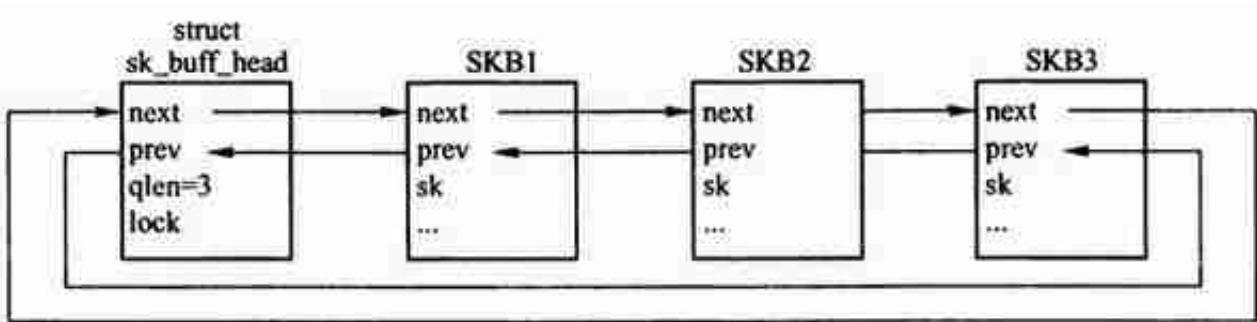 struct
sk_buff_head
next
prev
qlen=3
lock
SKB1
next
prev
sk
...
SKB2
next
prev
sk
...
SKB3
next
prev
sk
...